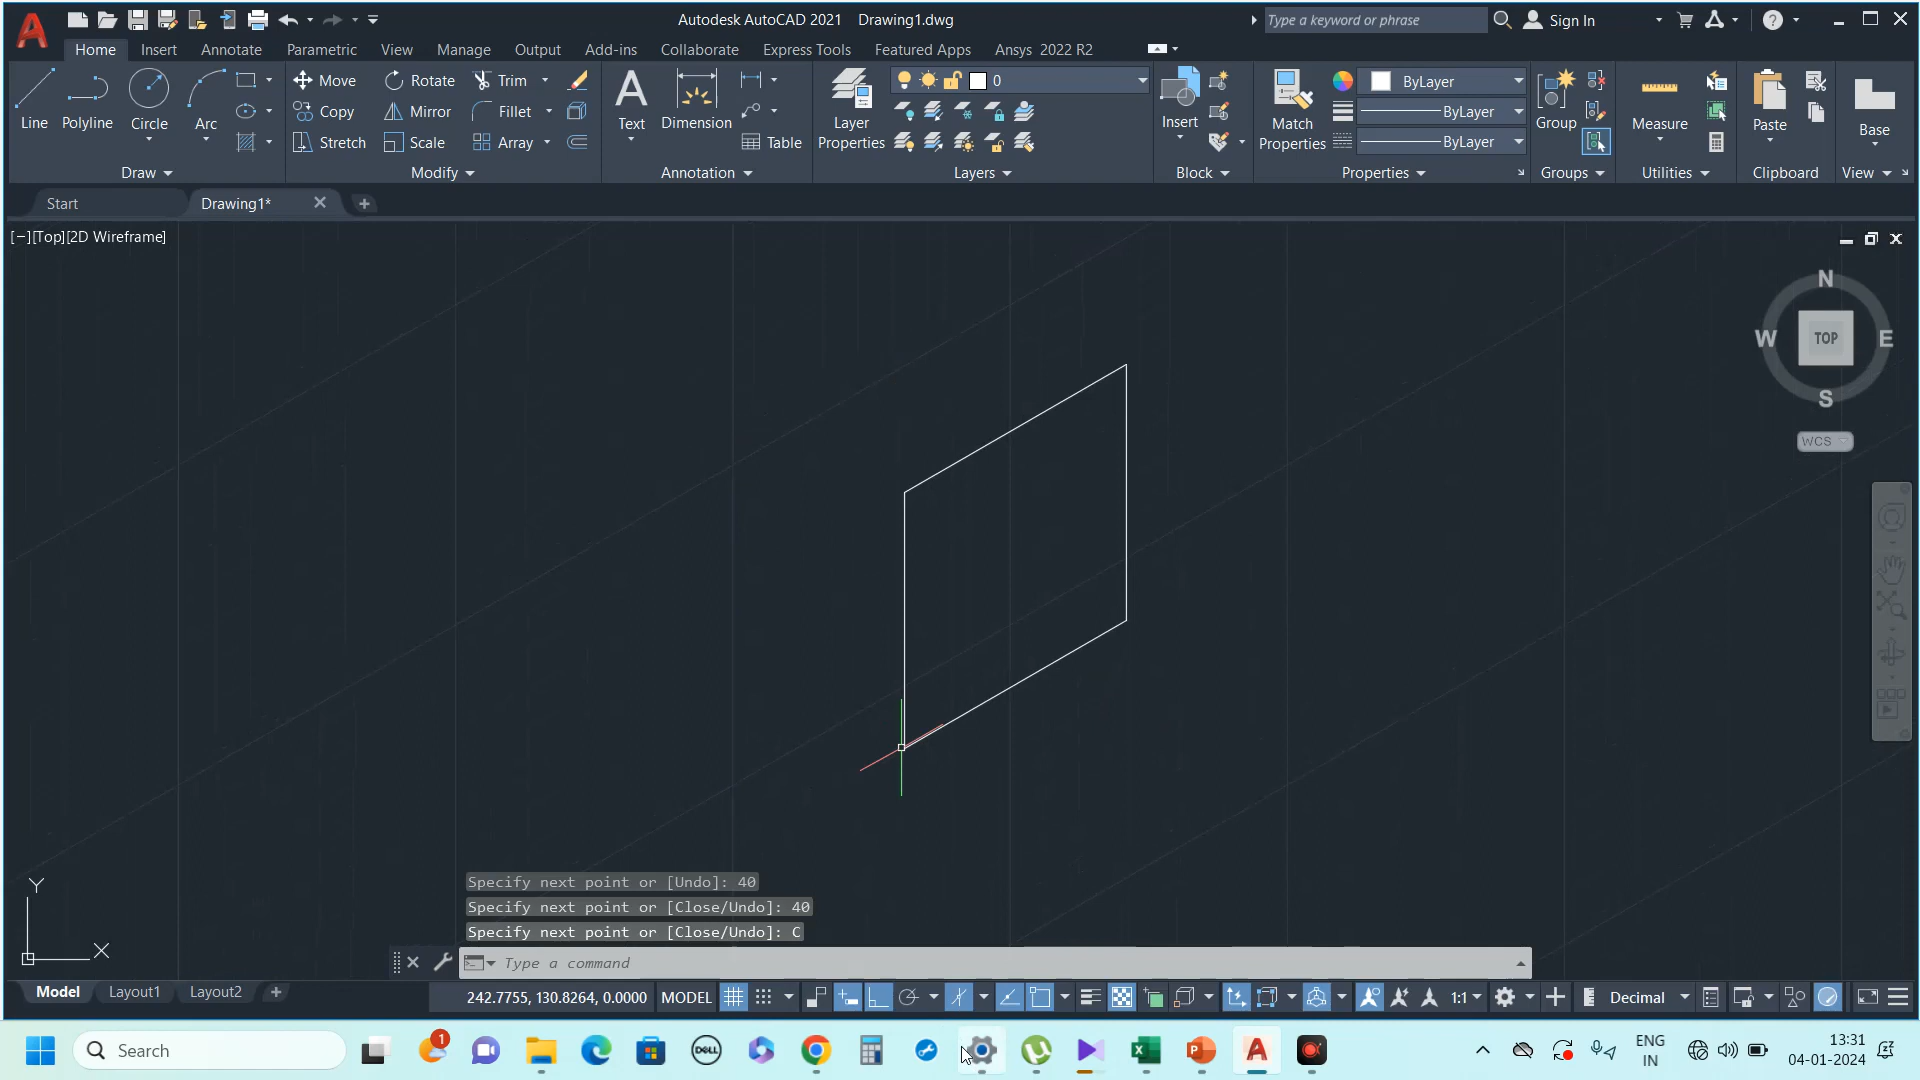 Autodesk AutoCAD 2021 Drawing1.dwg
Type a keyword or phrase
Sign In
Home Insert Annotate Parametric View Manage Output Add-ins Collaborate Express Tools Featured Apps Ansys 2022 R2
Line Polyline Circle Arc
Move Rotate Trim
Copy Mirror Fillet
Stretch Scale Array
Text Dimension
Table
Layer
Properties
0
Insert
Match
Properties
ByLayer
ByLayer
ByLayer
Group
Measure
Paste
Base
Draw Modify Annotation Layers Block Properties Groups Utilities Clipboard View
Start Drawing1*
[−][Top][2D Wireframe]
N
W TOP E
S
WCS
Y
X
Specify next point or [Undo]: 40
Specify next point or [Close/Undo]: 40
Specify next point or [Close/Undo]: C
Type a command
Model Layout1 Layout2
242.7755, 130.8264, 0.0000 MODEL
1:1
Decimal
Search
1
DELL
ENG
IN
13:31
04-01-2024